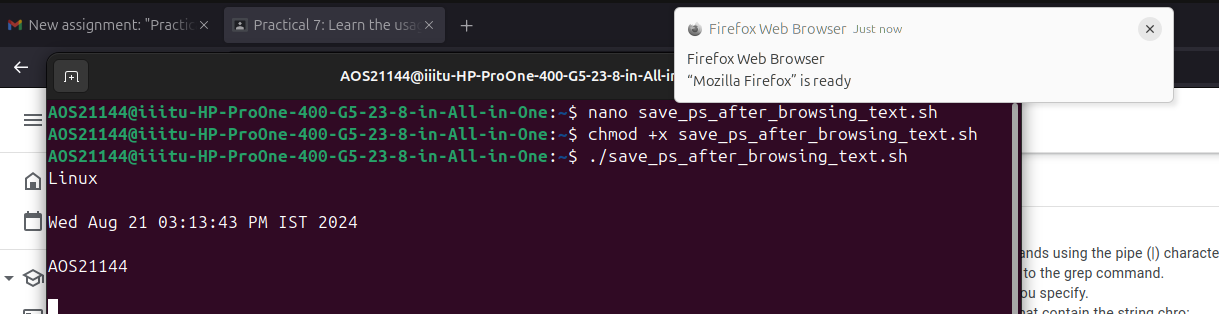 New assignment: "Practic
Practical 7: Learn the usa
Firefox Web Browser Just now
Firefox Web Browser
“Mozilla Firefox” is ready
AOS21144@iiitu-HP-ProOne-400-G5-23-8-in-All-in
AOS21144@iiitu-HP-ProOne-400-G5-23-8-in-All-in-One:~$ nano save_ps_after_browsing_text.sh
AOS21144@iiitu-HP-ProOne-400-G5-23-8-in-All-in-One:~$ chmod +x save_ps_after_browsing_text.sh
AOS21144@iiitu-HP-ProOne-400-G5-23-8-in-All-in-One:~$ ./save_ps_after_browsing_text.sh
Linux
Wed Aug 21 03:13:43 PM IST 2024
AOS21144
ands using the pipe (|) characte
to the grep command.
ou specify.
hat contain the string chro: